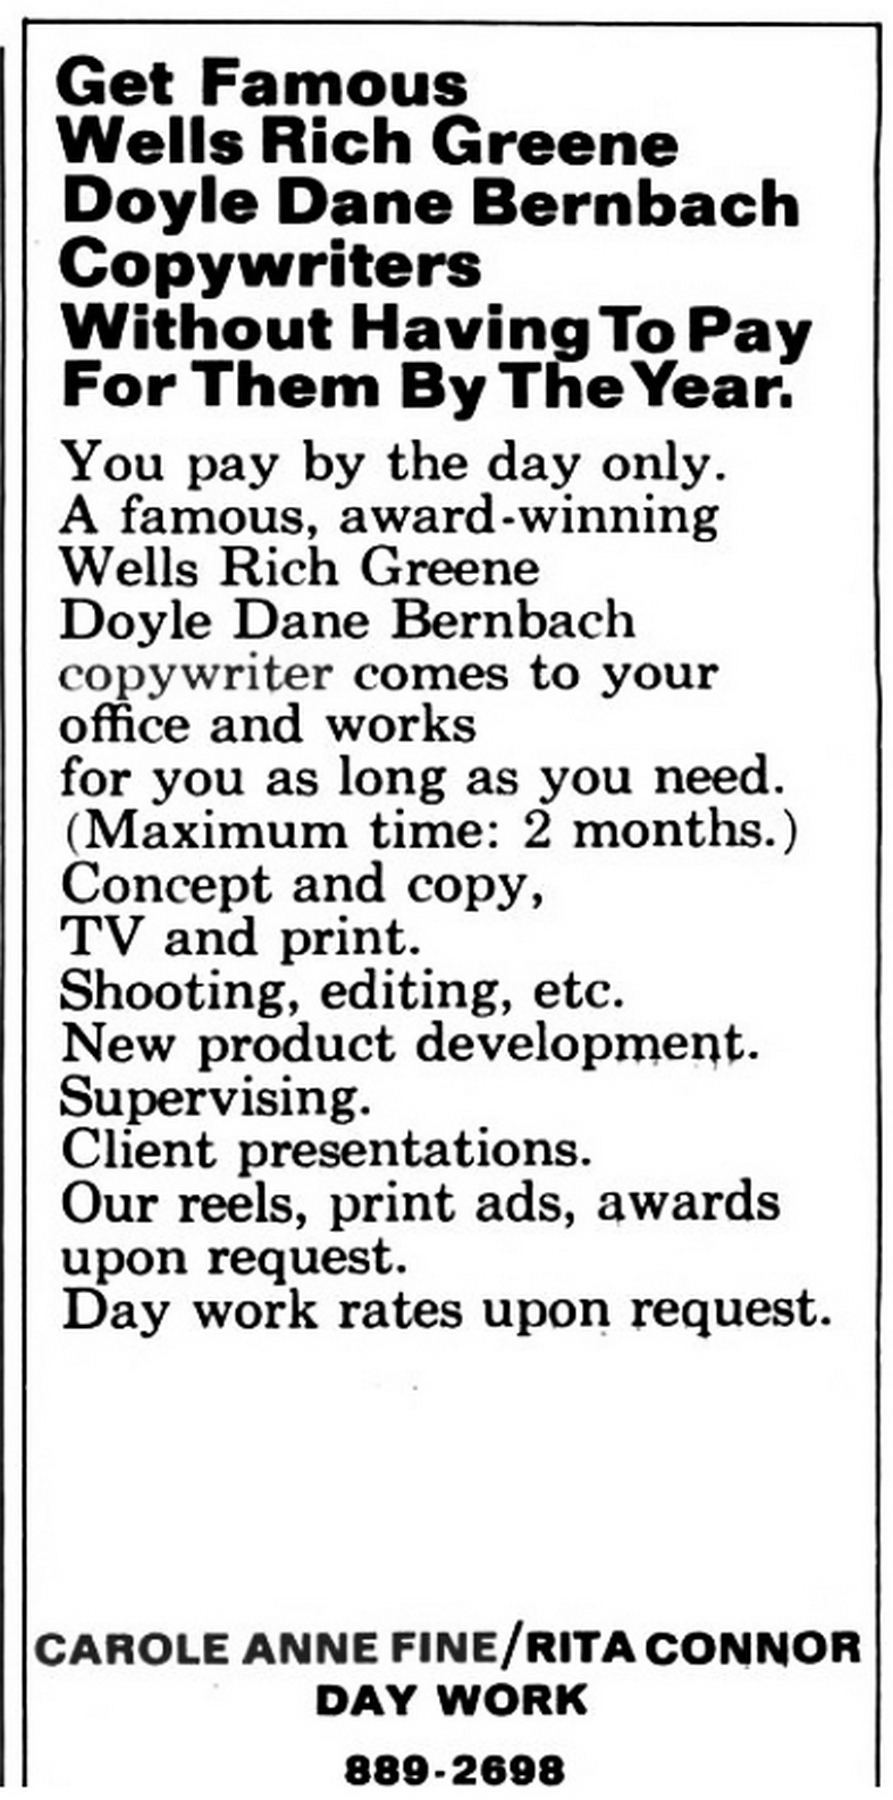 Get Famous
Wells Rich Greene
Doyle Dane Bernbach
Copywriters
Without Having To Pay
For Them By The Year.
You pay by the day only.
A famous, award-winning
Wells Rich Greene
Doyle Dane Bernbach
copywriter comes to your
office and works
for you as long as you need.
(Maximum time: 2 months.)
Concept and copy,
TV and print.
Shooting, editing, etc.
New product development.
Supervising.
Client presentations.
Our reels, print ads, awards
upon request.
Day work rates upon request.
CAROLE ANNE FINE/RITA CONNOR
DAY WORK
889-2698